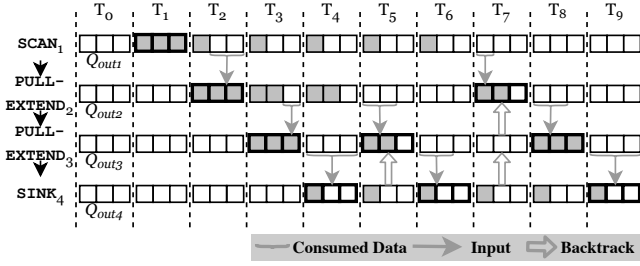 T0 T1 T2 T3 T4 T5 T6 T7 T8 T9
SCAN1
Qout1
PULL-
EXTEND2
Qout2
PULL-
EXTEND3
Qout3
SINK4
Qout4
Consumed Data Input Backtrack